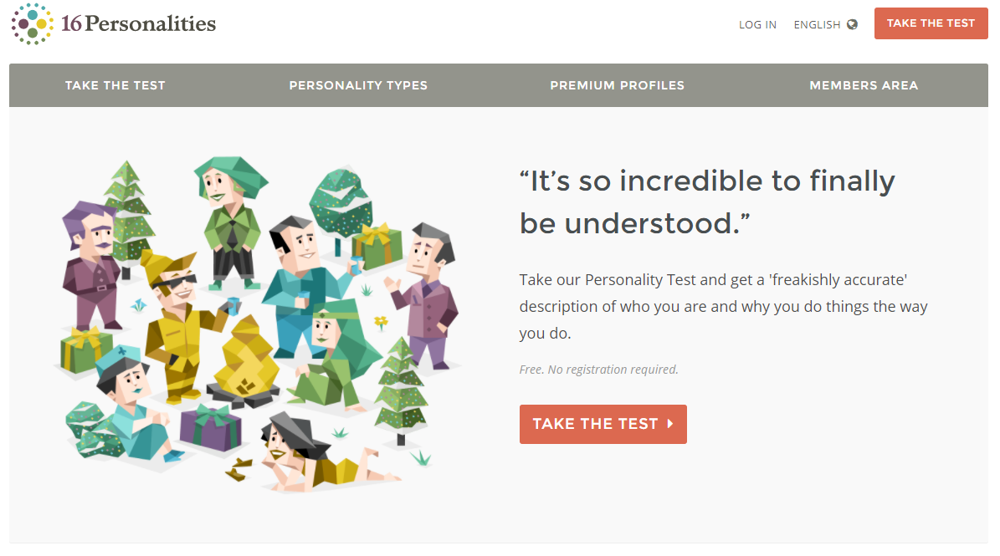 16Personalities
LOG IN
ENGLISH
TAKE THE TEST
TAKE THE TEST
PERSONALITY TYPES
PREMIUM PROFILES
MEMBERS AREA
“It’s so incredible to finally
be understood.”
Take our Personality Test and get a 'freakishly accurate'
description of who you are and why you do things the way
you do.
Free. No registration required.
TAKE THE TEST